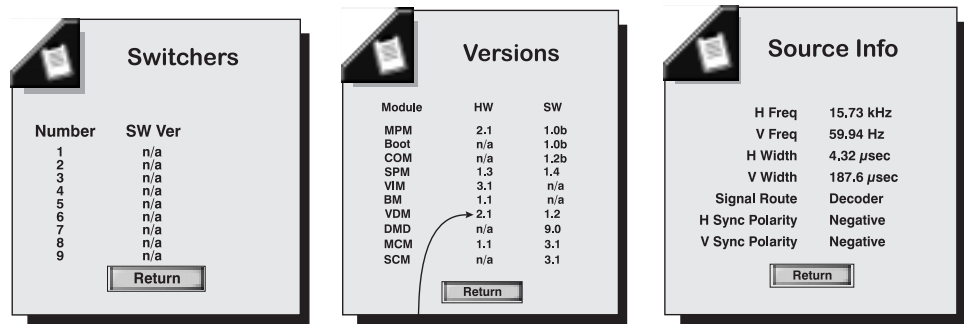 Switchers
Number SW Ver
1 n/a
2 n/a
3 n/a
4 n/a
5 n/a
6 n/a
7 n/a
8 n/a
9 n/a
Return
Versions
Module HW SW
MPM 2.1 1.0b
Boot n/a 1.0b
COM n/a 1.2b
SPM 1.3 1.4
VIM 3.1 n/a
BM 1.1 n/a
VDM 2.1 1.2
DMD n/a 9.0
MCM 1.1 3.1
SCM n/a 3.1
Return
Source Info
H Freq 15.73 kHz
V Freq 59.94 Hz
H Width 4.32 µsec
V Width 187.6 µsec
Signal Route Decoder
H Sync Polarity Negative
V Sync Polarity Negative
Return